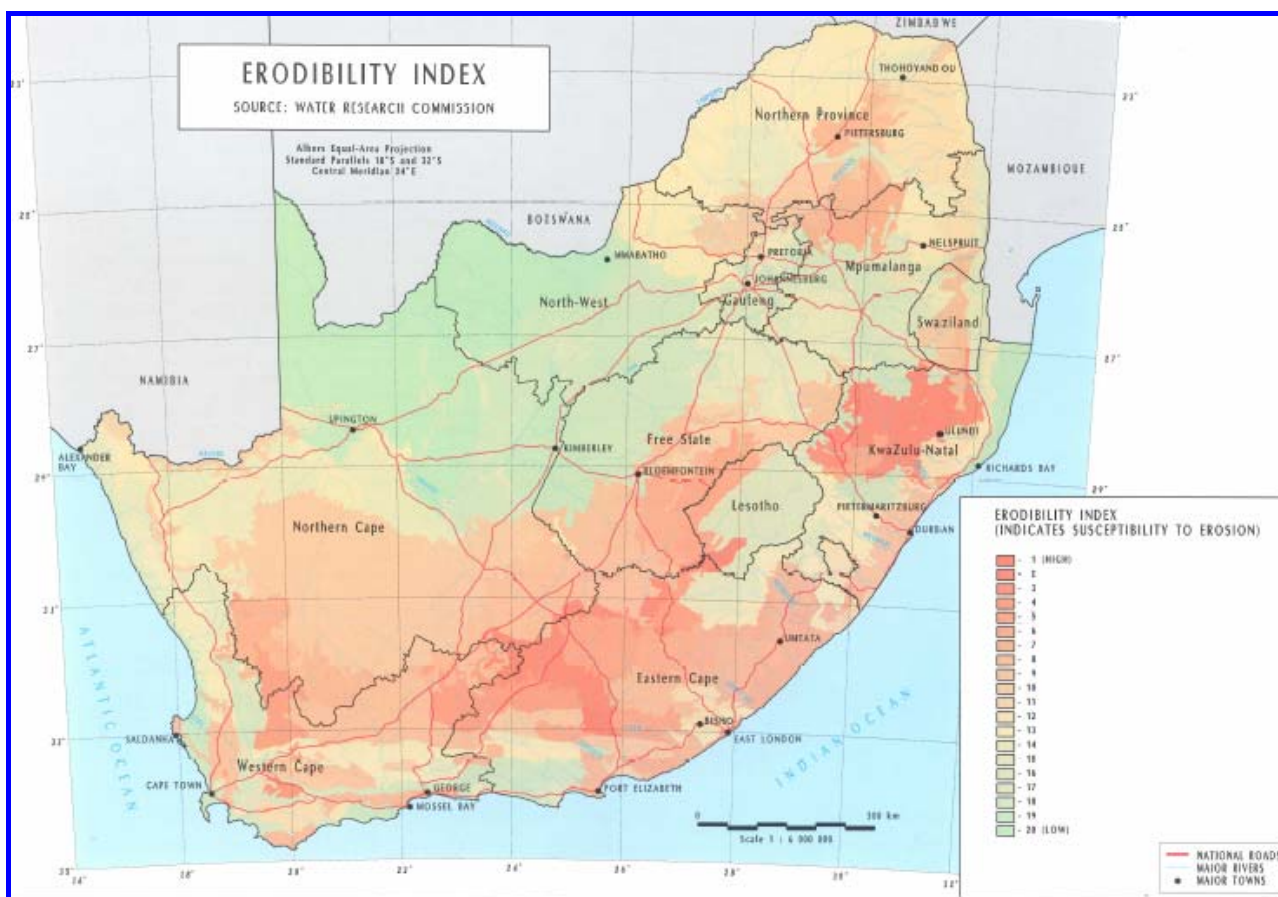 ERODIBILITY INDEX
SOURCE: WATER RESEARCH COMMISSION
Albers Equal-Area Projection
Standard Parallels 18°S and 32°S
Central Meridian 24°E
ZIMBABWE
THOHOYANDOU
Northern Province
PIETERSBURG
MOZAMBIQUE
BOTSWANA
MMABATHO
PRETORIA
NELSPRUIT
Mpumalanga
JOHANNESBERG
North-West
Gauteng
Swaziland
NAMIBIA
UPINGTON
ULUNDI
Free State
KwaZulu-Natal
KIMBERLEY
ALEXANDER
BAY
BLOEMFONTEIN
RICHARDS BAY
Lesotho
PIETERMARITZBURG
DURBAN
Northern Cape
UMTATA
Eastern Cape
BISHO
EAST LONDON
SALDANHA
Western Cape
CAPE TOWN
GEORGE
PORT ELIZABETH
MOSSEL BAY
ATLANTIC OCEAN
INDIAN OCEAN
0 300 km
Scale 1 : 6 000 000
ERODIBILITY INDEX
(INDICATES SUSCEPTIBILITY TO EROSION)
- 1 (HIGH)
- 3
- 4
- 5
- 6
- 7
- 8
- 9
- 10
- 11
- 12
- 13
- 14
- 16
- 17
- 18
- 19
- 20 (LOW)
NATIONAL ROADS
MAJOR RIVERS
MAJOR TOWNS